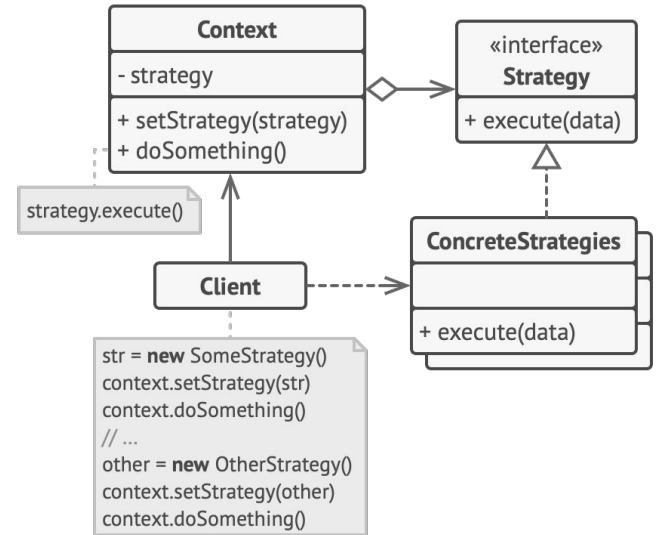 Context
- strategy
+ setStrategy(strategy)
+ doSomething()
«interface»
Strategy
+ execute(data)
strategy.execute()
ConcreteStrategies
+ execute(data)
Client
str = new SomeStrategy()
context.setStrategy(str)
context.doSomething()
// ...
other = new OtherStrategy()
context.setStrategy(other)
context.doSomething()